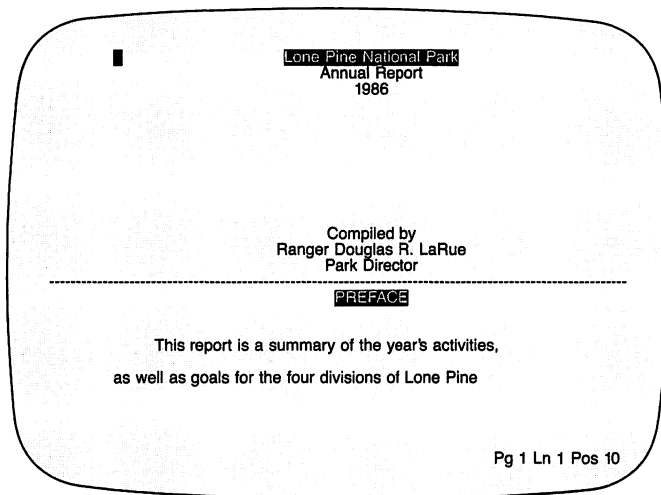 Lone Pine National Park
Annual Report
1986
Compiled by
Ranger Douglas R. LaRue
Park Director
PREFACE
This report is a summary of the year's activities,
as well as goals for the four divisions of Lone Pine
Pg 1 Ln 1 Pos 10